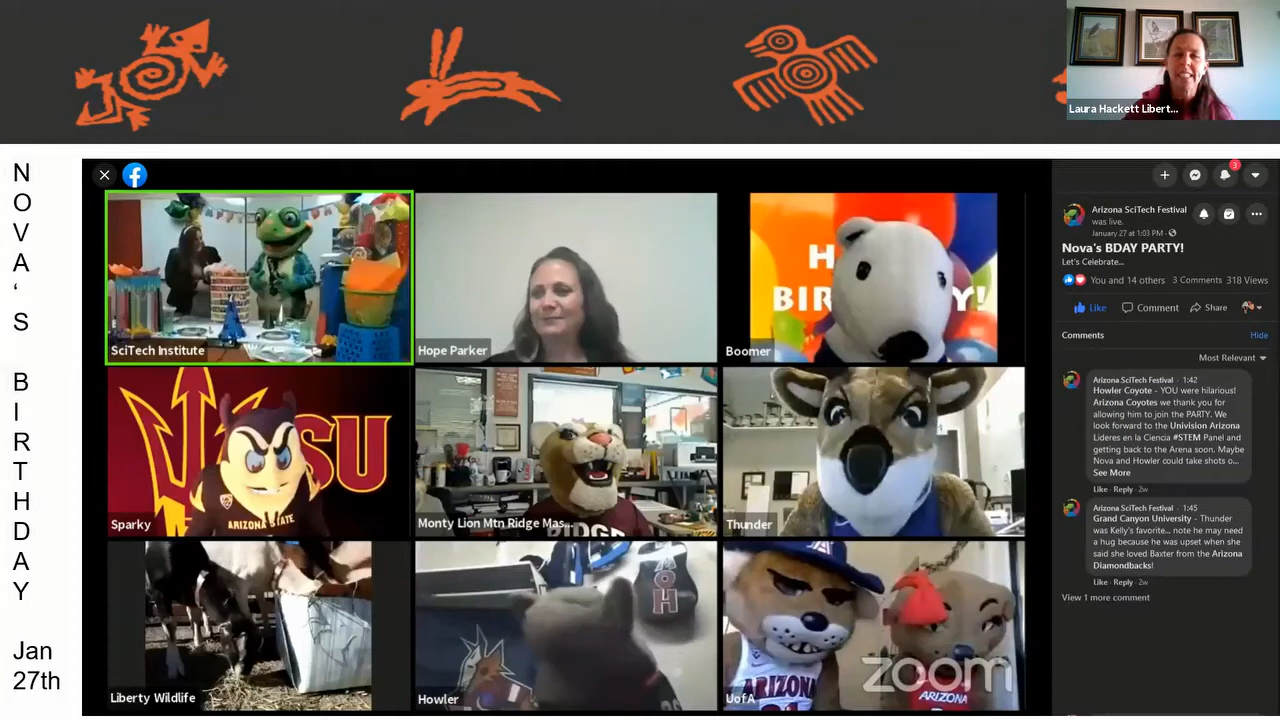 Laura Hackett Libert...
NOVA'S
BIRTHDAY
Jan
27th
SciTech Institute
Hope Parker
H
BIR Y!
Boomer
SU
ARIZONA STATE
Sparky
Monty Lion Mtn Ridge Mas...
RIDGE
Thunder
Liberty Wildlife
Howler
UofA
ARIZONA
ARIZONA
zoom
3
Arizona SciTech Festival
was live.
January 27 at 1:03 PM ·
Nova's BDAY PARTY!
Let's Celebrate...
You and 14 others 3 Comments 318 Views
Like Comment Share
Comments Hide
Most Relevant
Arizona SciTech Festival · 1:42
Howler Coyote - YOU were hilarious!
Arizona Coyotes we thank you for
allowing him to join the PARTY. We
look forward to the Univision Arizona
Lideres en la Ciencia #STEM Panel and
getting back to the Arena soon. Maybe
Nova and Howler could take shots o...
See More
Like · Reply · 2w
Arizona SciTech Festival · 1:45
Grand Canyon University - Thunder
was Kelly's favorite... note he may need
a hug because he was upset when she
said she loved Baxter from the Arizona
Diamondbacks!
Like · Reply · 2w
View 1 more comment